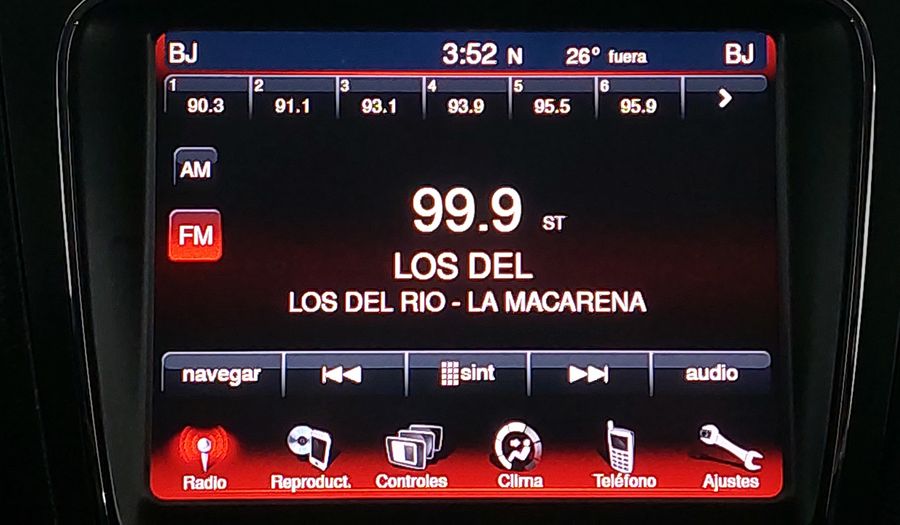 BJ 3:52 N 26° fuera BJ
1 2 3 4 5 6
90.3 91.1 93.1 93.9 95.5 95.9
AM
99.9 ST
FM
LOS DEL
LOS DEL RIO - LA MACARENA
navegar sint audio
Radio Reproduct. Controles Clima Teléfono Ajustes